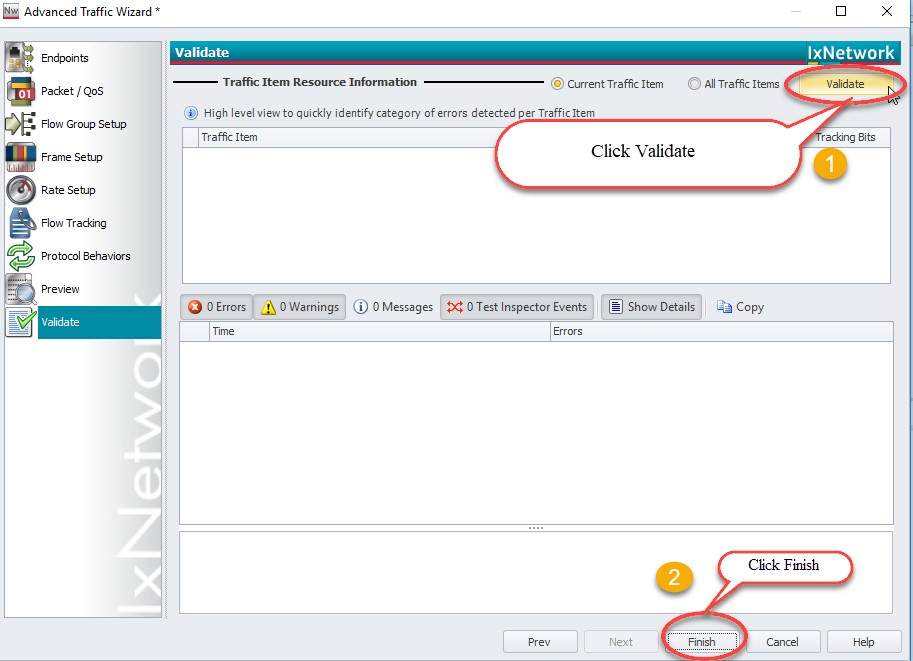 Nw Advanced Traffic Wizard *
Endpoints
Packet / QoS
Flow Group Setup
Frame Setup
Rate Setup
Flow Tracking
Protocol Behaviors
Preview
Validate
IxNetwork
Validate
IxNetwork
Traffic Item Resource Information
Current Traffic Item
All Traffic Items
Validate
High level view to quickly identify category of errors detected per Traffic Item
Traffic Item
Tracking Bits
Click Validate
1
0 Errors
0 Warnings
0 Messages
0 Test Inspector Events
Show Details
Copy
Time
Errors
2
Click Finish
Prev
Next
Finish
Cancel
Help